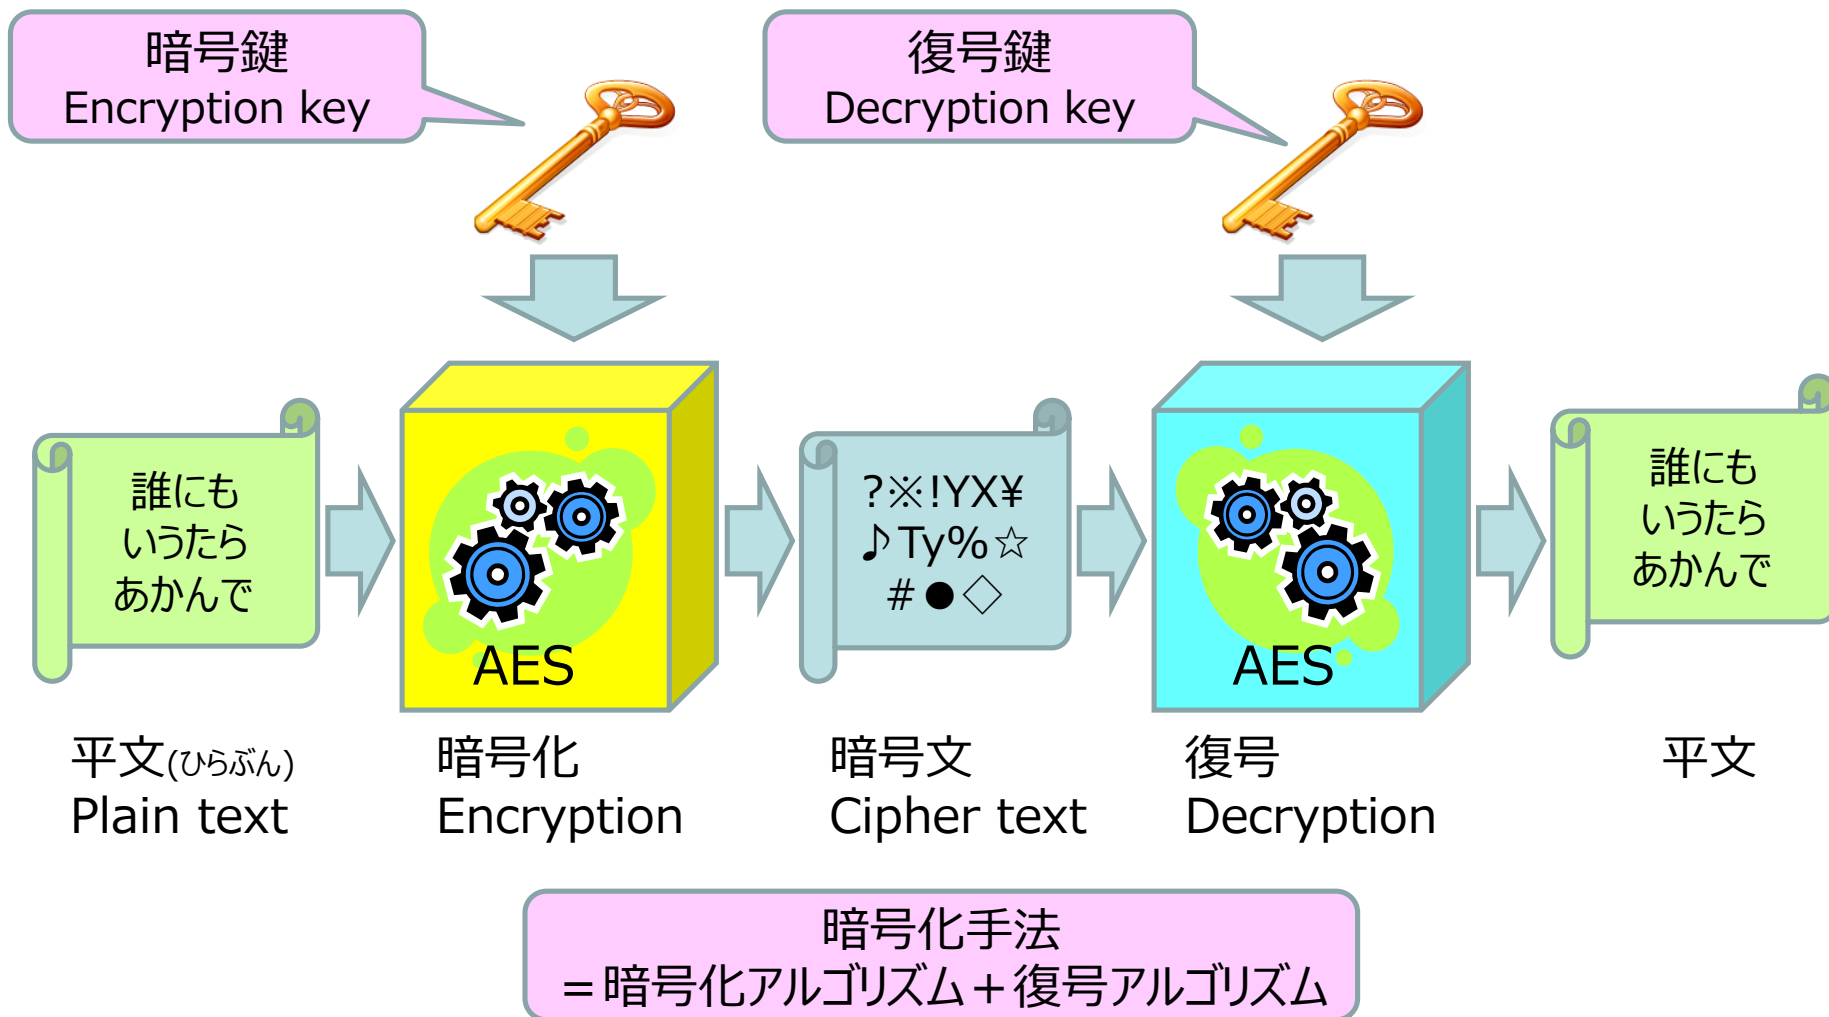 暗号鍵
Encryption key
復号鍵
Decryption key
誰にも
いうたら
あかんで
AES
?※!YX¥
♪Ty%☆
#●◇
AES
誰にも
いうたら
あかんで
平文(ひらぶん)
Plain text
暗号化
Encryption
暗号文
Cipher text
復号
Decryption
平文
暗号化手法
=暗号化アルゴリズム+復号アルゴリズム